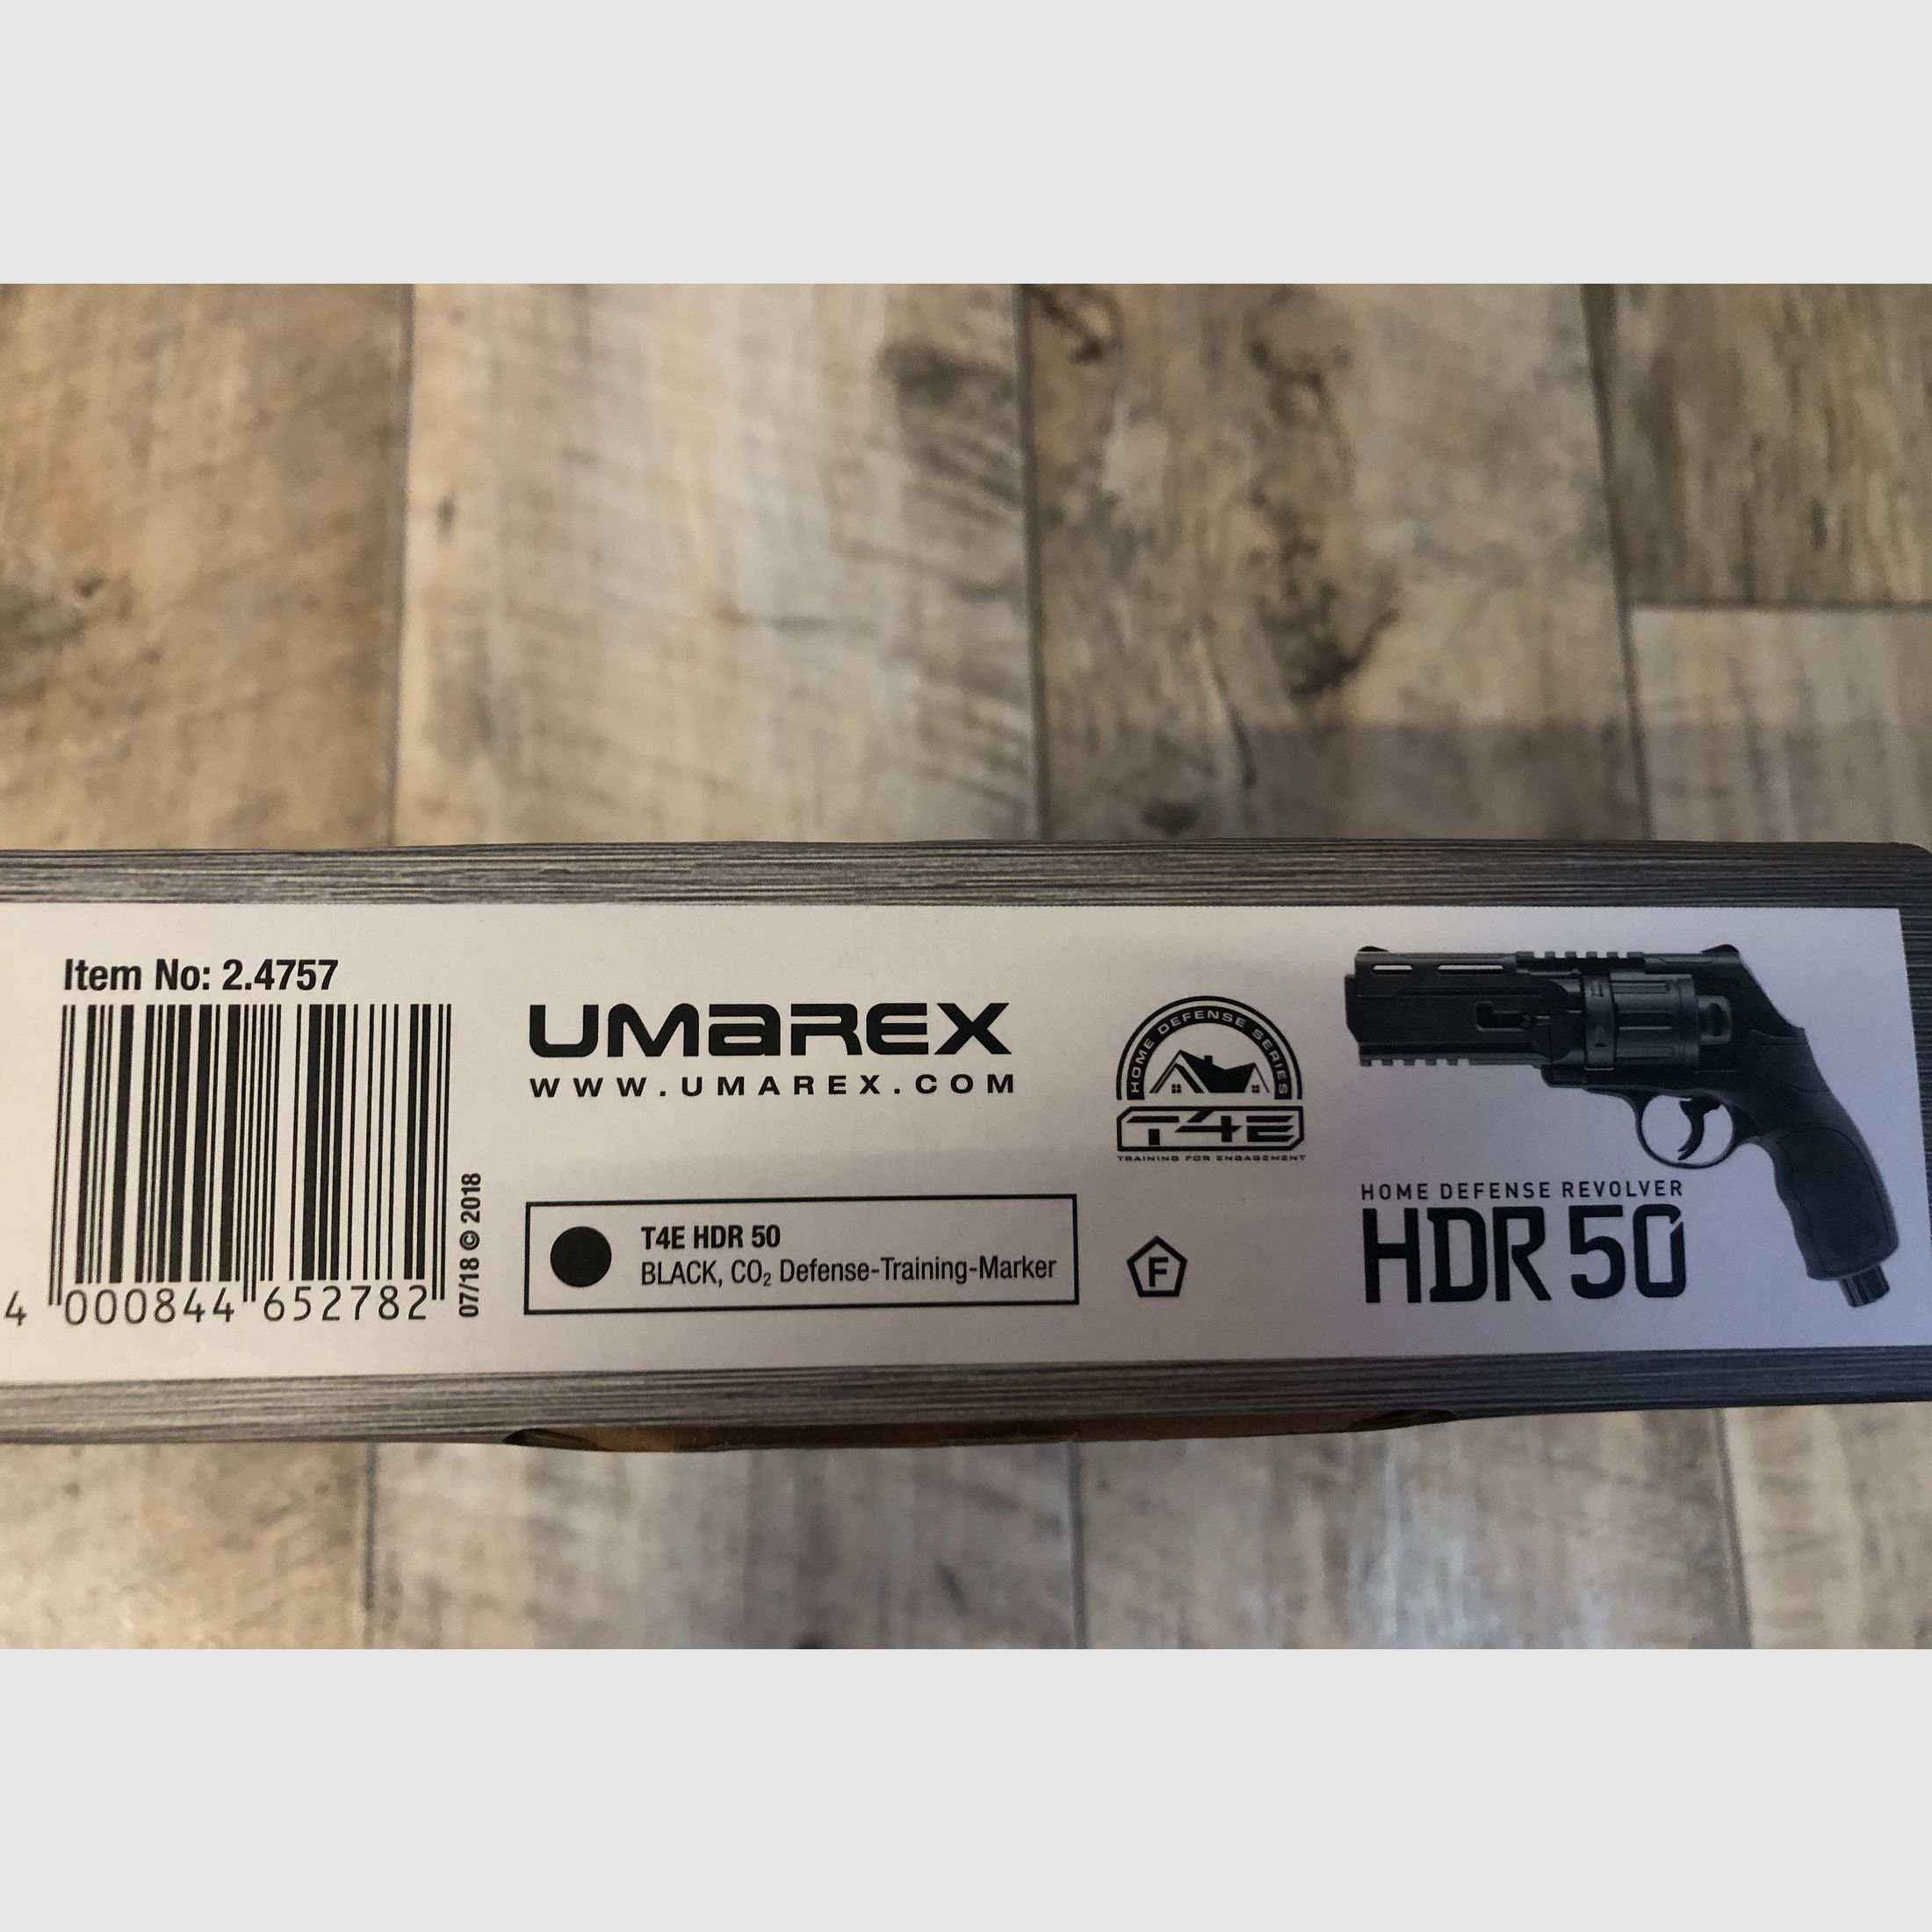 Item No: 2.4757
4 000844 652782
07/18 © 2018
UMAREX
WWW.UMAREX.COM
T4E HDR 50
BLACK, CO₂ Defense-Training-Marker
HOME DEFENSE SERIES
T4E
TRAINING FOR ENGAGEMENT
F
HOME DEFENSE REVOLVER
HDR 50